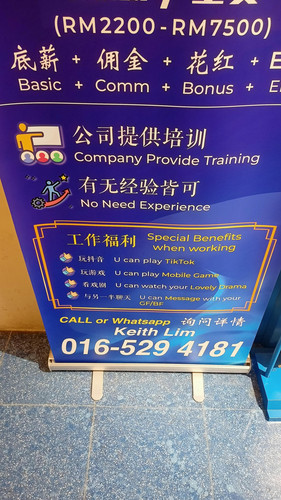 (RM2200 - RM7500)
底薪 + 佣金 + 花红 + E
Basic + Comm + Bonus + E
公司提供培训
Company Provide Training
有无经验皆可
No Need Experience
工作福利 Special Benefits
when working
玩抖音 U can play TikTok
玩游戏 U can play Mobile Game
看戏剧 U can watch your Lovely Drama
与另一半聊天 U can Message with your
GF/BF
CALL or Whatsapp 询问详情
Keith Lim
016-529 4181